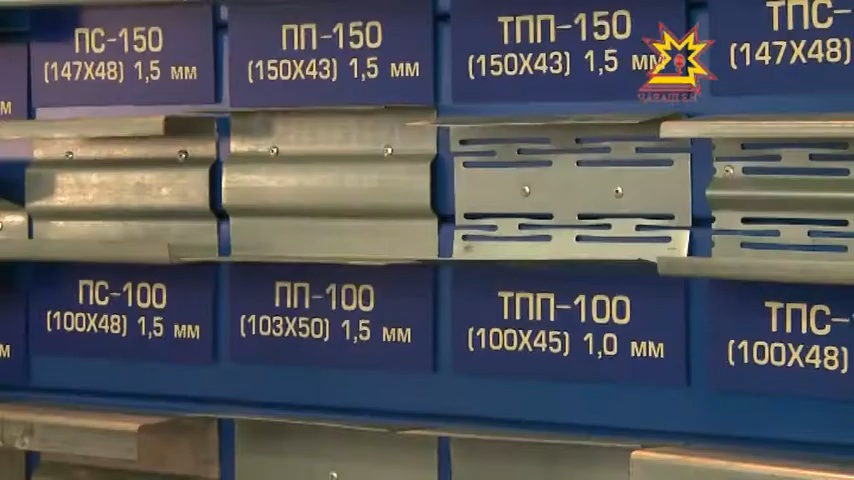 ПС-150
(147Х48) 1,5 мм
ПП-150
(150Х43) 1,5 мм
ТПП-150
(150Х43) 1,5 мм
ТПС-
(147Х48)
ПС-100
(100Х48) 1,5 мм
ПП-100
(103Х50) 1,5 мм
ТПП-100
(100Х45) 1,0 мм
ТПС-
(100Х48)
м
м